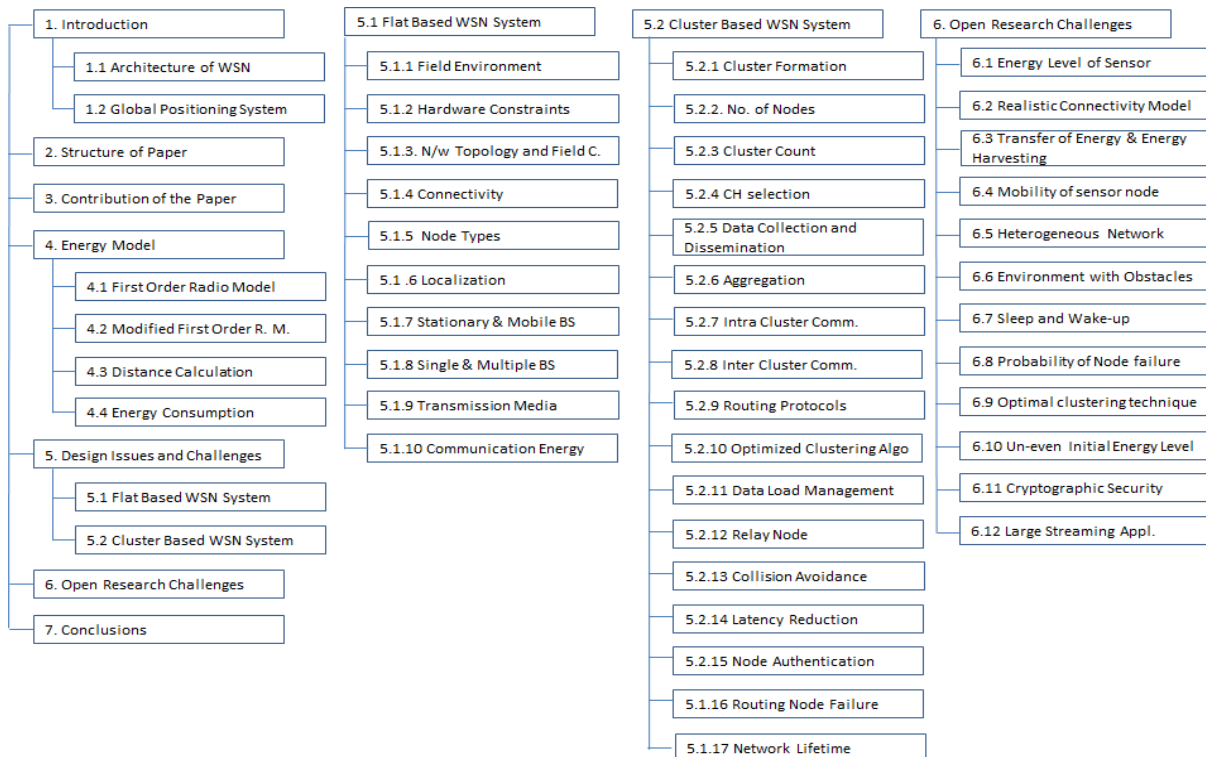 1. Introduction
1.1 Architecture of WSN
1.2 Global Positioning System
2. Structure of Paper
3. Contribution of the Paper
4. Energy Model
4.1 First Order Radio Model
4.2 Modified First Order R. M.
4.3 Distance Calculation
4.4 Energy Consumption
5. Design Issues and Challenges
5.1 Flat Based WSN System
5.2 Cluster Based WSN System
6. Open Research Challenges
7. Conclusions
5.1 Flat Based WSN System
5.1.1 Field Environment
5.1.2 Hardware Constraints
5.1.3. N/w Topology and Field C.
5.1.4 Connectivity
5.1.5 Node Types
5.1 .6 Localization
5.1.7 Stationary & Mobile BS
5.1.8 Single & Multiple BS
5.1.9 Transmission Media
5.1.10 Communication Energy
5.2 Cluster Based WSN System
5.2.1 Cluster Formation
5.2.2. No. of Nodes
5.2.3 Cluster Count
5.2.4 CH selection
5.2.5 Data Collection and
Dissemination
5.2.6 Aggregation
5.2.7 Intra Cluster Comm.
5.2.8 Inter Cluster Comm.
5.2.9 Routing Protocols
5.2.10 Optimized Clustering Algo
5.2.11 Data Load Management
5.2.12 Relay Node
5.2.13 Collision Avoidance
5.2.14 Latency Reduction
5.2.15 Node Authentication
5.1.16 Routing Node Failure
5.1.17 Network Lifetime
6. Open Research Challenges
6.1 Energy Level of Sensor
6.2 Realistic Connectivity Model
6.3 Transfer of Energy & Energy
Harvesting
6.4 Mobility of sensor node
6.5 Heterogeneous Network
6.6 Environment with Obstacles
6.7 Sleep and Wake-up
6.8 Probability of Node failure
6.9 Optimal clustering technique
6.10 Un-even Initial Energy Level
6.11 Cryptographic Security
6.12 Large Streaming Appl.